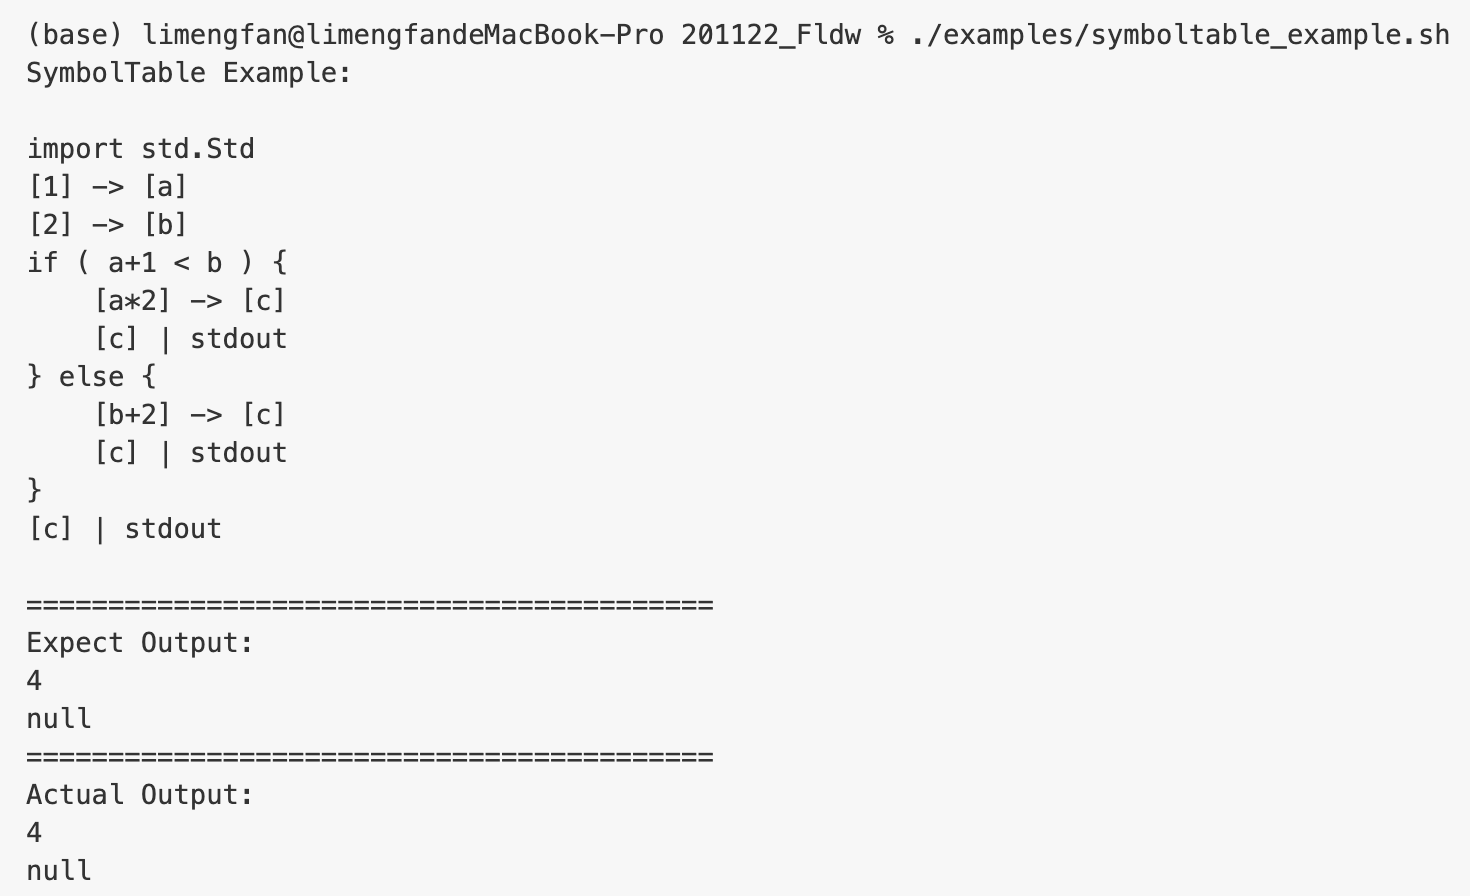 (base) limengfan@limengfandeMacBook-Pro 201122_Fldw % ./examples/symboltable_example.sh
SymbolTable Example:

import std.Std
[1] -> [a]
[2] -> [b]
if ( a+1 < b ) {
    [a*2] -> [c]
    [c] | stdout
} else {
    [b+2] -> [c]
    [c] | stdout
}
[c] | stdout

==========================================
Expect Output:
4
null
==========================================
Actual Output:
4
null